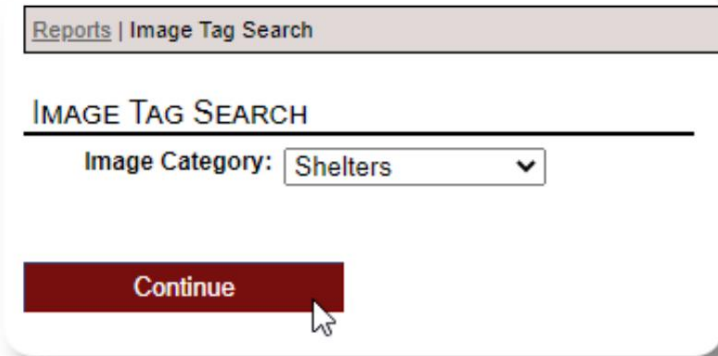 Reports | Image Tag Search
IMAGE TAG SEARCH
Image Category: Shelters
Continue